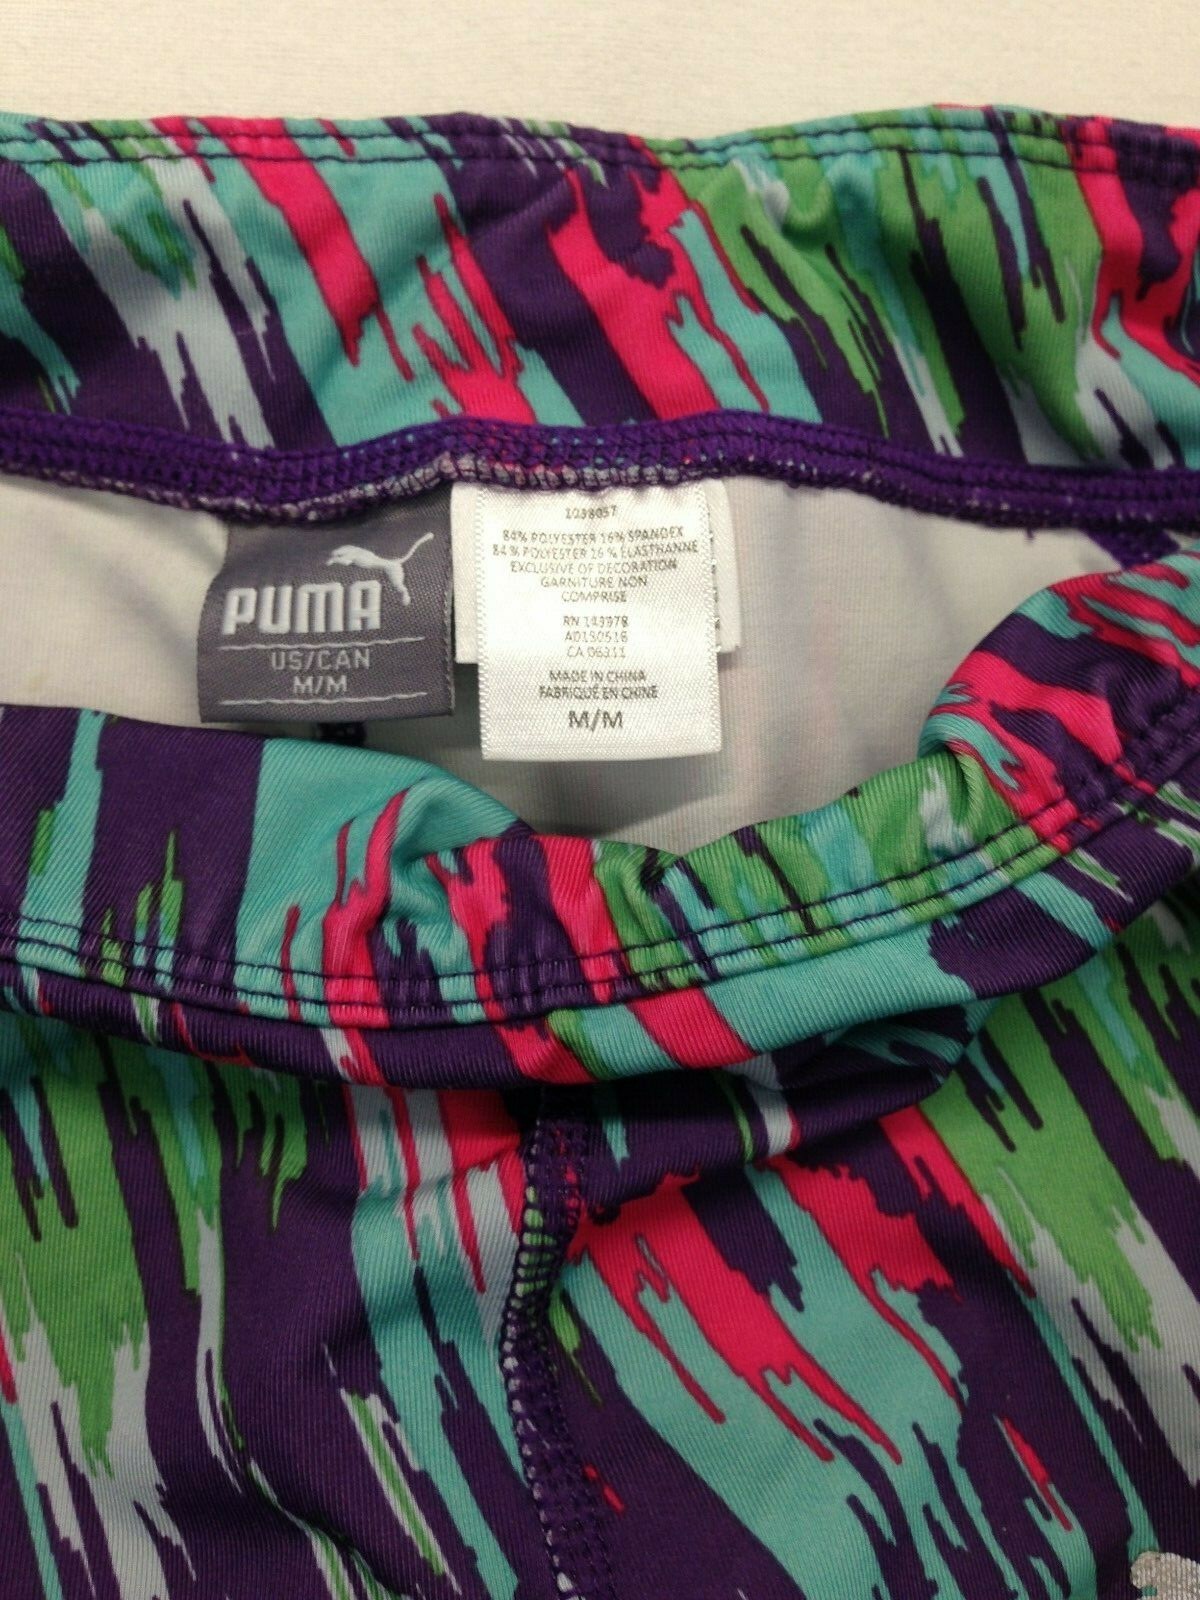 PUMA
US/CAN
M/M
1038057
84% POLYESTER 16% SPANDEX
84 % POLYESTER 16 % ÉLASTHANNE
EXCLUSIVE OF DECORATION
GARNITURE NON
COMPRISE
RN 143978
AD150516
CA 06311
MADE IN CHINA
FABRIQUÉ EN CHINE
M/M